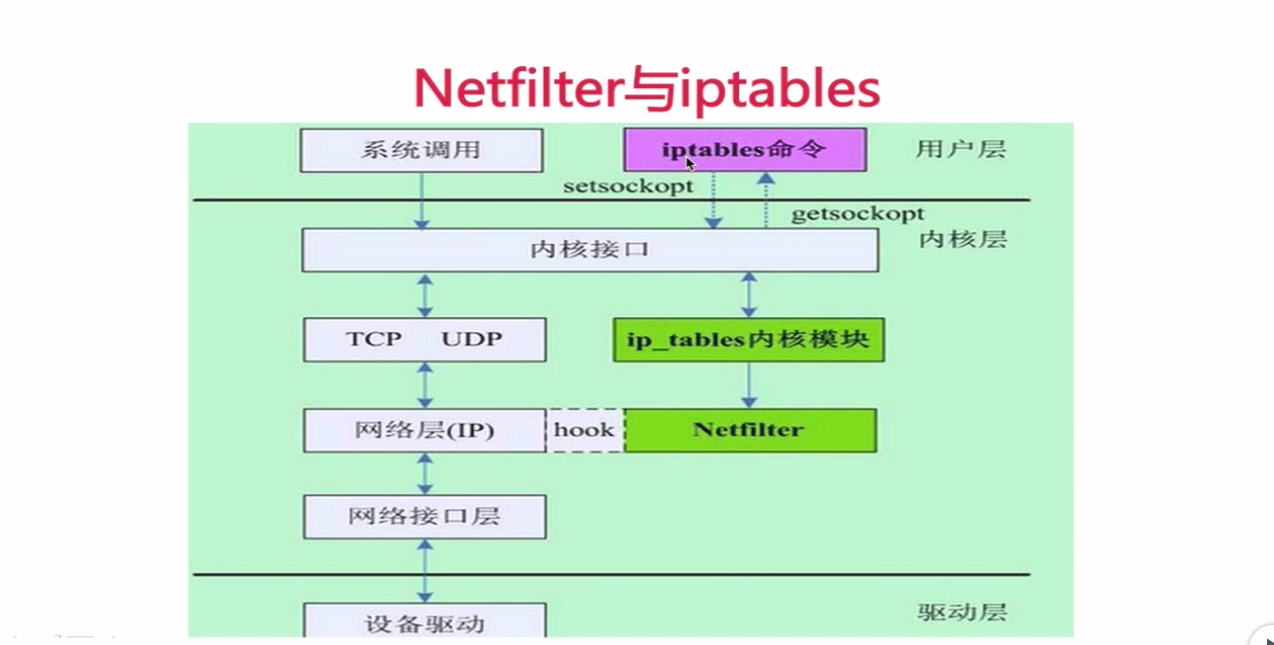 Netfilter与iptables
系统调用
iptables命令
用户层
setsockopt
getsockopt
内核层
内核接口
TCP UDP
ip_tables内核模块
网络层(IP)
hook
Netfilter
网络接口层
设备驱动
驱动层